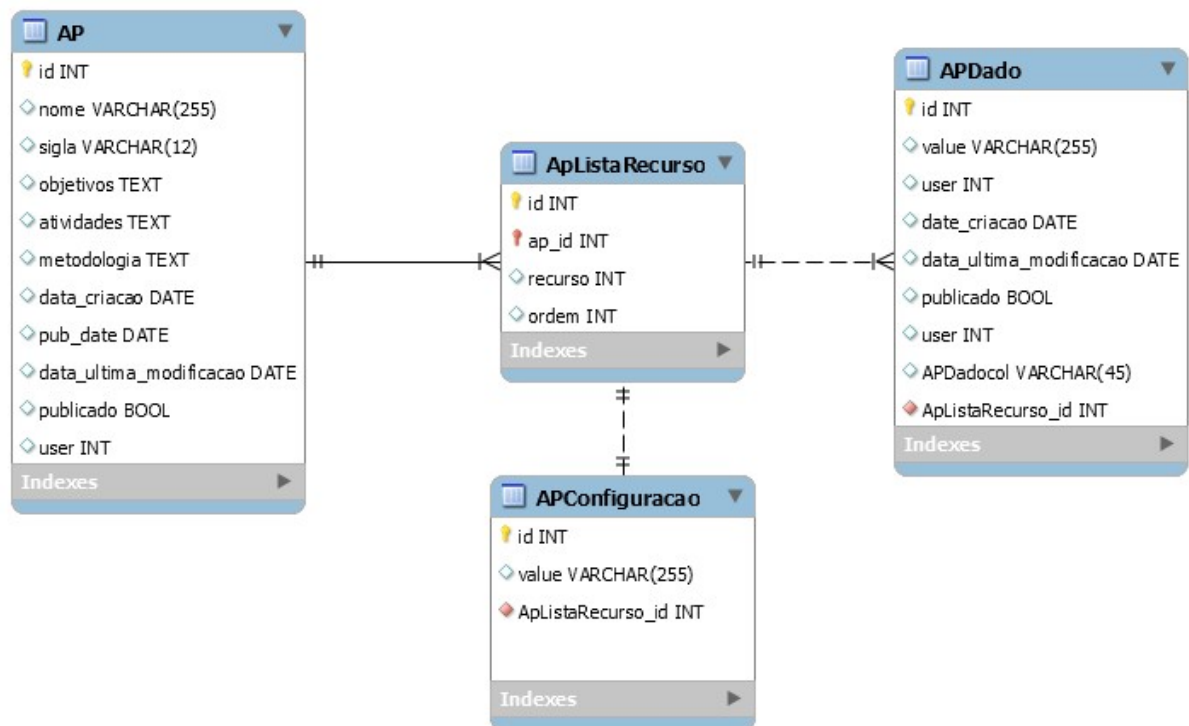 AP
id INT
nome VARCHAR(255)
sigla VARCHAR(12)
objetivos TEXT
atividades TEXT
metodologia TEXT
data_criacao DATE
pub_date DATE
data_ultima_modificacao DATE
publicado BOOL
user INT
Indexes
ApListaRecurso
id INT
ap_id INT
recurso INT
ordem INT
Indexes
APDado
id INT
value VARCHAR(255)
user INT
date_criacao DATE
data_ultima_modificacao DATE
publicado BOOL
user INT
APDadocol VARCHAR(45)
ApListaRecurso_id INT
Indexes
APConfiguracao
id INT
value VARCHAR(255)
ApListaRecurso_id INT
Indexes